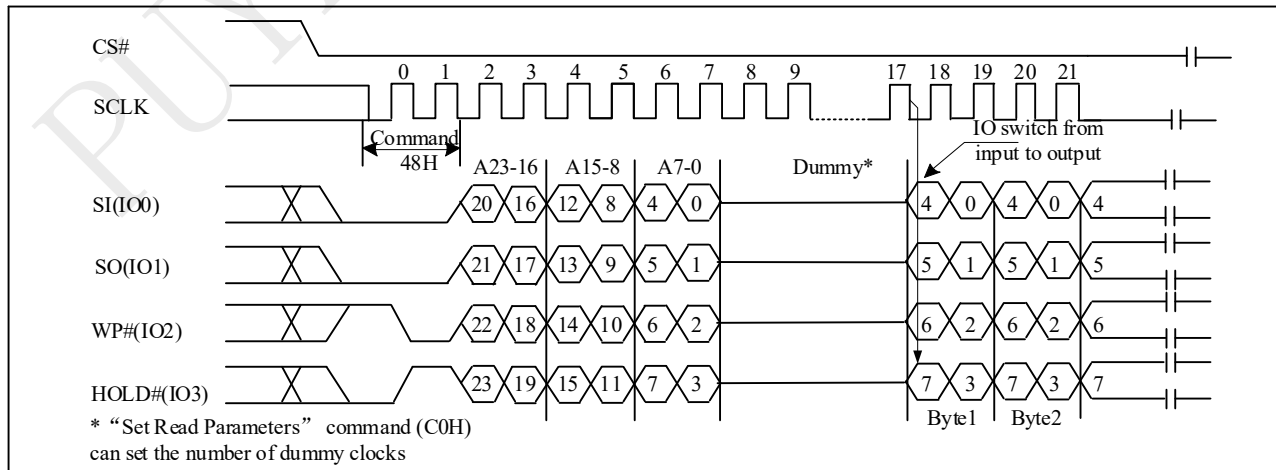 PUYA
CS#
0 1 2 3 4 5 6 7 8 9 17 18 19 20 21
SCLK
Command
48H
IO switch from
input to output
A23-16 A15-8 A7-0 Dummy*
SI(IO0) 20 16 12 8 4 0 4 0 4 0 4
SO(IO1) 21 17 13 9 5 1 5 1 5 1 5
WP#(IO2) 22 18 14 10 6 2 6 2 6 2 6
HOLD#(IO3) 23 19 15 11 7 3 7 3 7 3 7
Byte1 Byte2
* “Set Read Parameters” command (C0H)
can set the number of dummy clocks